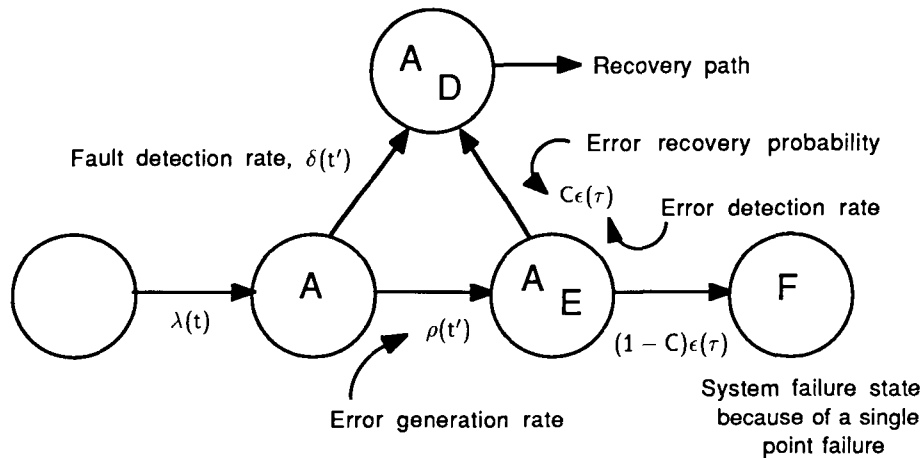 A
D
Recovery path
Fault detection rate, δ(t′)
Error recovery probability
Cϵ(τ)
Error detection rate
A
A
E
F
λ(t)
ρ(t′)
(1 − C)ϵ(τ)
Error generation rate
System failure state
because of a single
point failure